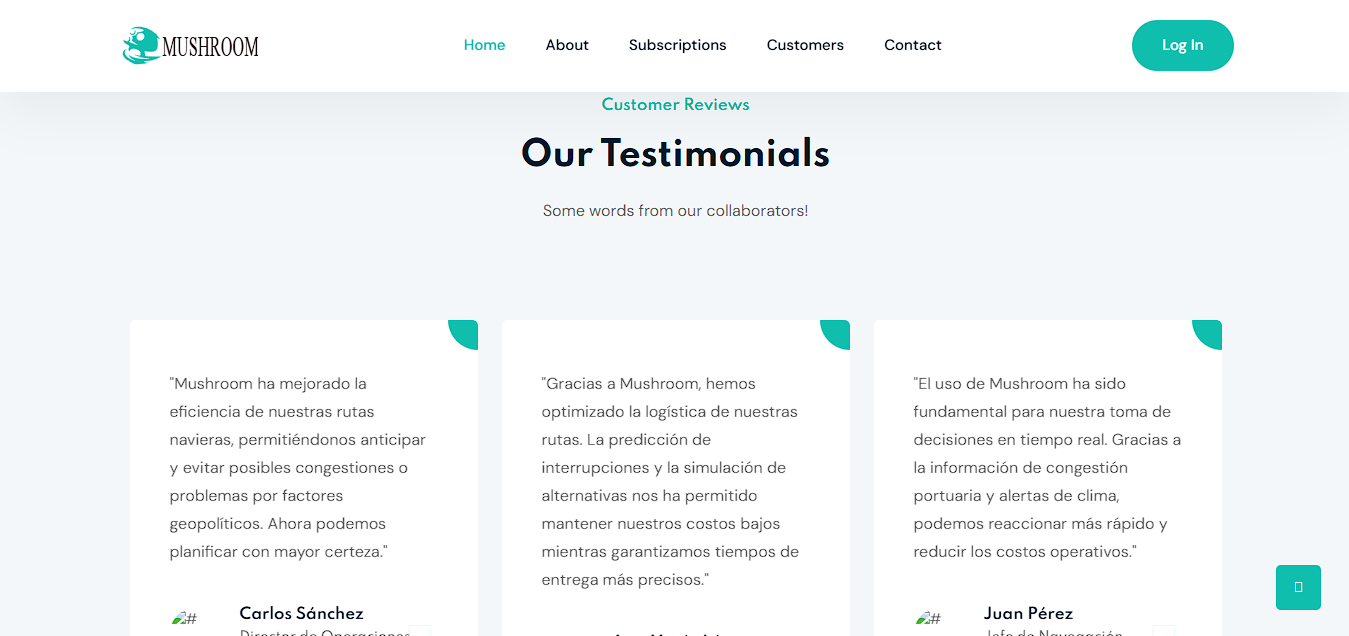 MUSHROOM
Home About Subscriptions Customers Contact
Log In
Customer Reviews
Our Testimonials
Some words from our collaborators!
"Mushroom ha mejorado la
eficiencia de nuestras rutas
navieras, permitiéndonos anticipar
y evitar posibles congestiones o
problemas por factores
geopolíticos. Ahora podemos
planificar con mayor certeza."
#
Carlos Sánchez
Director de Operaciones
"Gracias a Mushroom, hemos
optimizado la logística de nuestras
rutas. La predicción de
interrupciones y la simulación de
alternativas nos ha permitido
mantener nuestros costos bajos
mientras garantizamos tiempos de
entrega más precisos."
"El uso de Mushroom ha sido
fundamental para nuestra toma de
decisiones en tiempo real. Gracias a
la información de congestión
portuaria y alertas de clima,
podemos reaccionar más rápido y
reducir los costos operativos."
#
Juan Pérez
Jefe de Navegación